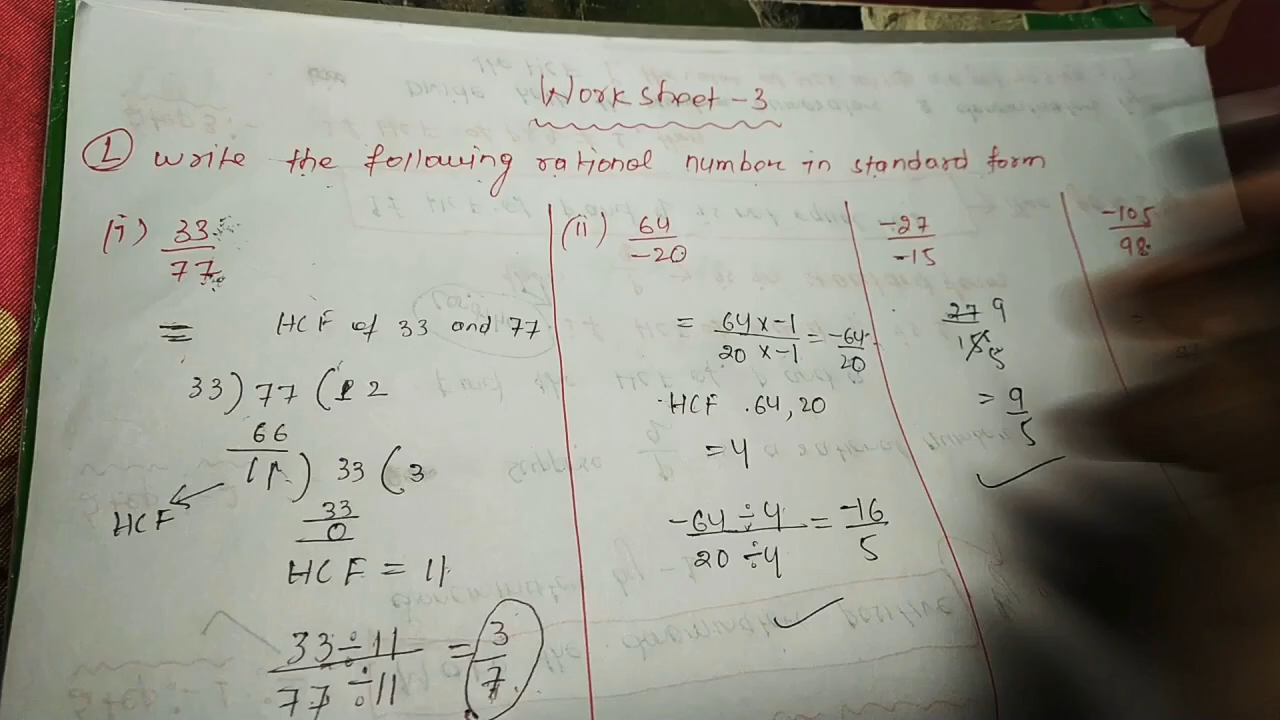 Worksheet-3
① Write the following rational number in standard form
(i) 33/77
= HCF of 33 and 77
33) 77 (2
66
11) 33 (3
HCF
33
0
HCF = 11
33÷11 / 77÷11 = 3/7
(ii) 64/-20
= 64 x -1 / 20 x -1 = -64/20
HCF . 64, 20
= 4
-64 ÷ 4 / 20 ÷ 4 = -16/5
-27/-15
27 9
15 5
= 9/5
-105/98